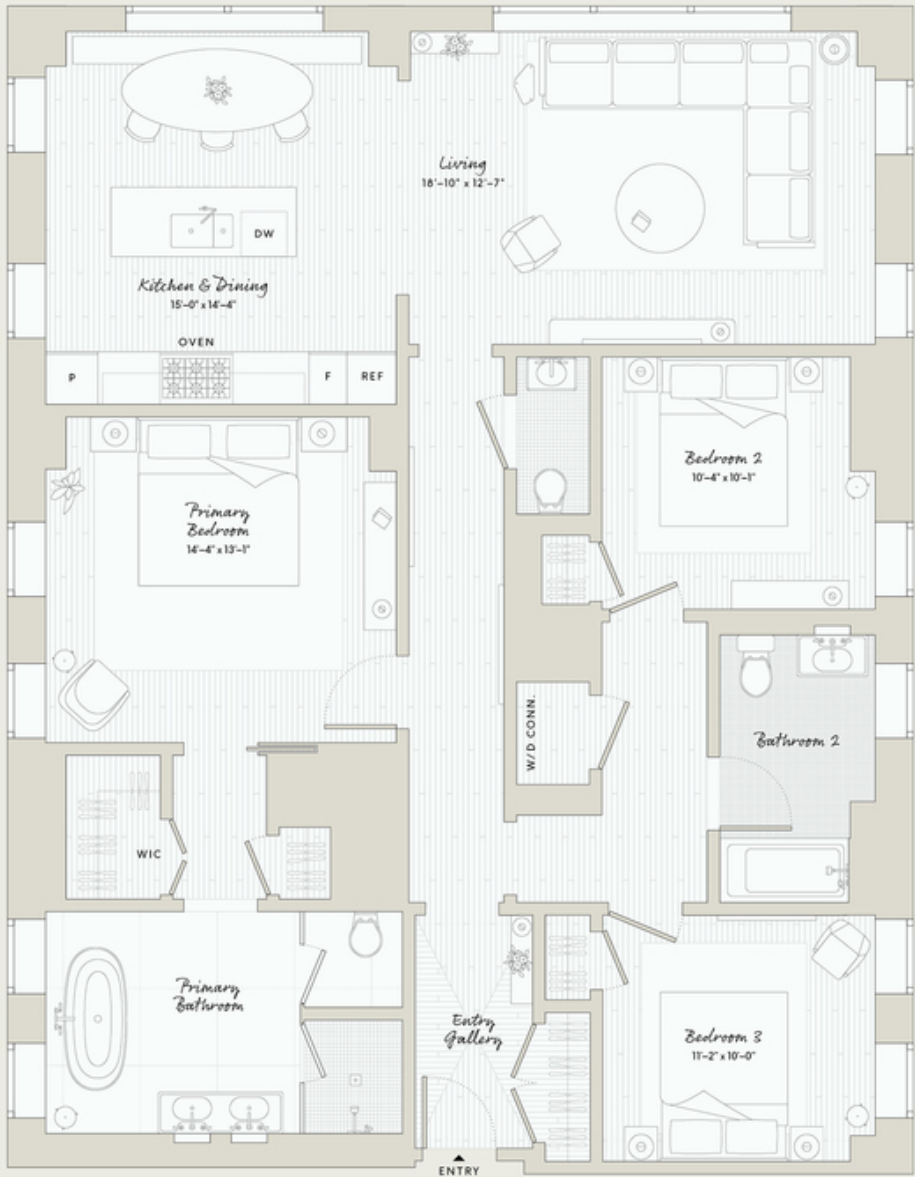 Living
18'-10" x 12'-7"
DW
Kitchen & Dining
15'-0" x 14'-4"
OVEN
P
F
REF
Bedroom 2
10'-4" x 10'-1"
Primary
Bedroom
14'-4" x 13'-1"
W/D CONN.
Bathroom 2
WIC
Primary
Bathroom
Entry
Gallery
Bedroom 3
11'-2" x 10'-0"
ENTRY